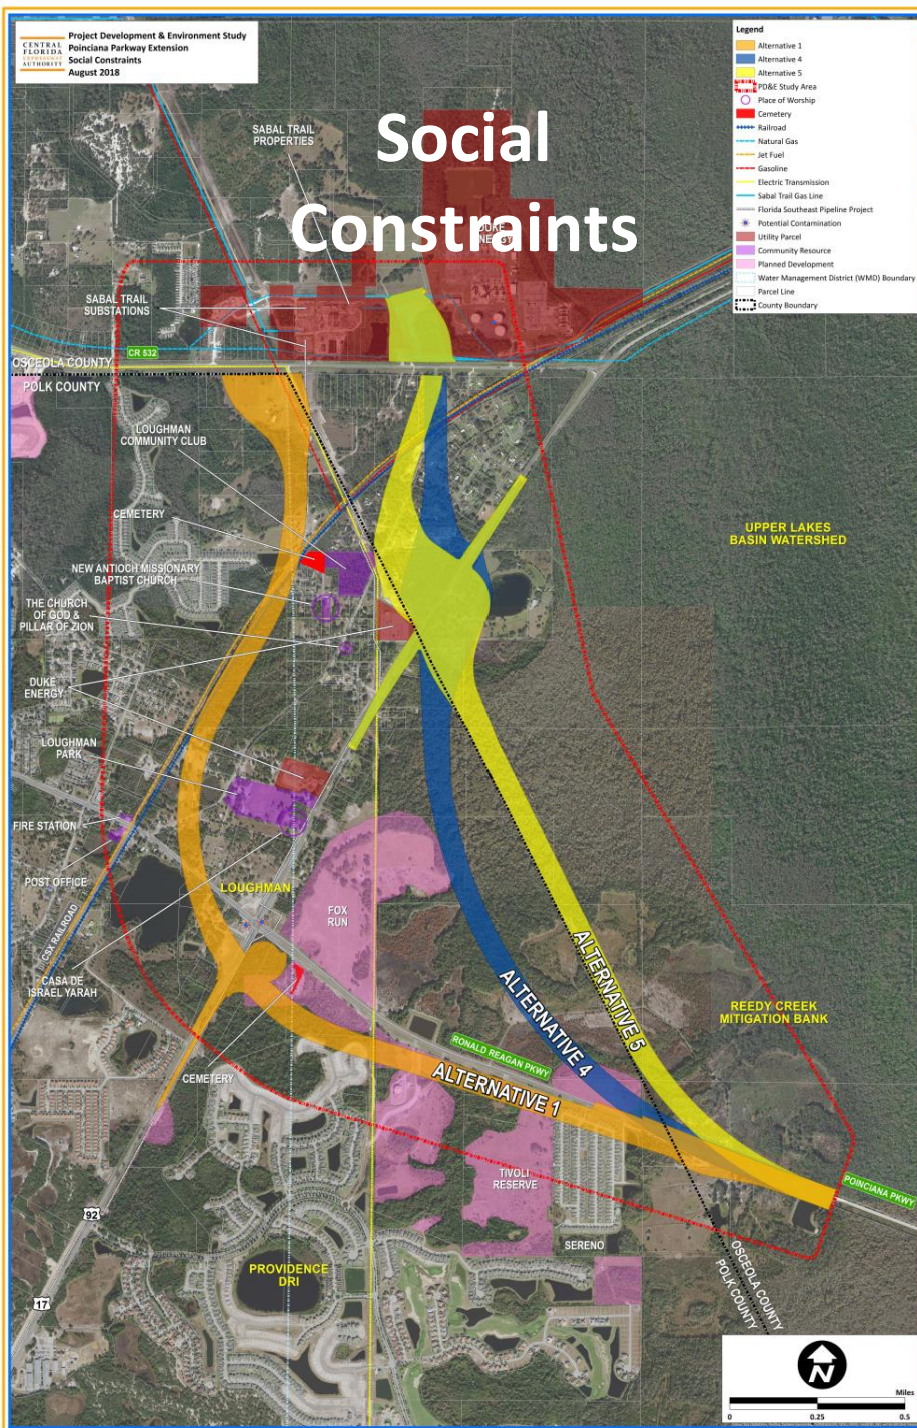 CENTRAL
FLORIDA
EXPRESSWAY
AUTHORITY
Project Development & Environment Study
Poinciana Parkway Extension
Social Constraints
August 2018
Social
Constraints
Legend
Alternative 1
Alternative 4
Alternative 5
PD&E Study Area
Place of Worship
Cemetery
Railroad
Natural Gas
Jet Fuel
Gasoline
Electric Transmission
Sabal Trail Gas Line
Florida Southeast Pipeline Project
Potential Contamination
Utility Parcel
Community Resource
Planned Development
Water Management District (WMD) Boundary
Parcel Line
County Boundary
SABAL TRAIL
PROPERTIES
SABAL TRAIL
SUBSTATIONS
CR 532
OSCEOLA COUNTY
POLK COUNTY
LOUGHMAN
COMMUNITY CLUB
CEMETERY
NEW ANTIOCH MISSIONARY
BAPTIST CHURCH
THE CHURCH
OF GOD &
PILLAR OF ZION
DUKE
ENERGY
LOUGHMAN
PARK
FIRE STATION
POST OFFICE
CSX RAILROAD
CASA DE
ISRAEL YARAH
CEMETERY
LOUGHMAN
FOX
RUN
UPPER LAKES
BASIN WATERSHED
REEDY CREEK
MITIGATION BANK
ALTERNATIVE 5
ALTERNATIVE 4
RONALD REAGAN PKWY
ALTERNATIVE 1
POINCIANA PKWY
TIVOLI
RESERVE
SERENO
OSCEOLA COUNTY
POLK COUNTY
92
17
PROVIDENCE
DRI
N
Miles
0 0.25 0.5